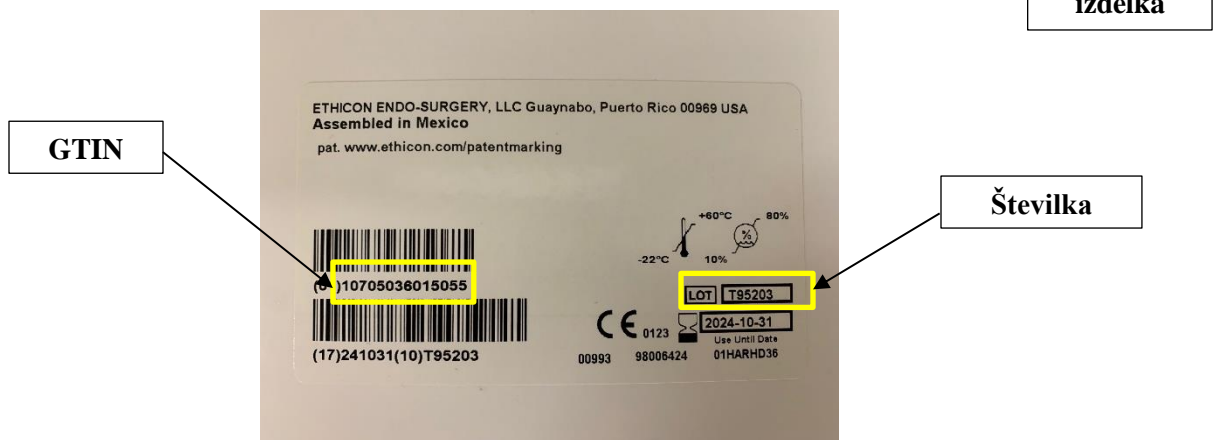 izdelka
ETHICON ENDO-SURGERY, LLC Guaynabo, Puerto Rico 00969 USA
Assembled in Mexico
pat. www.ethicon.com/patentmarking
GTIN
Številka
+60°C
80%
%
-22°C
10%
)10705036015055
LOT T95203
CE 0123
2024-10-31
Use Until Date
(17)241031(10)T95203
00993 98006424 01HARHD36